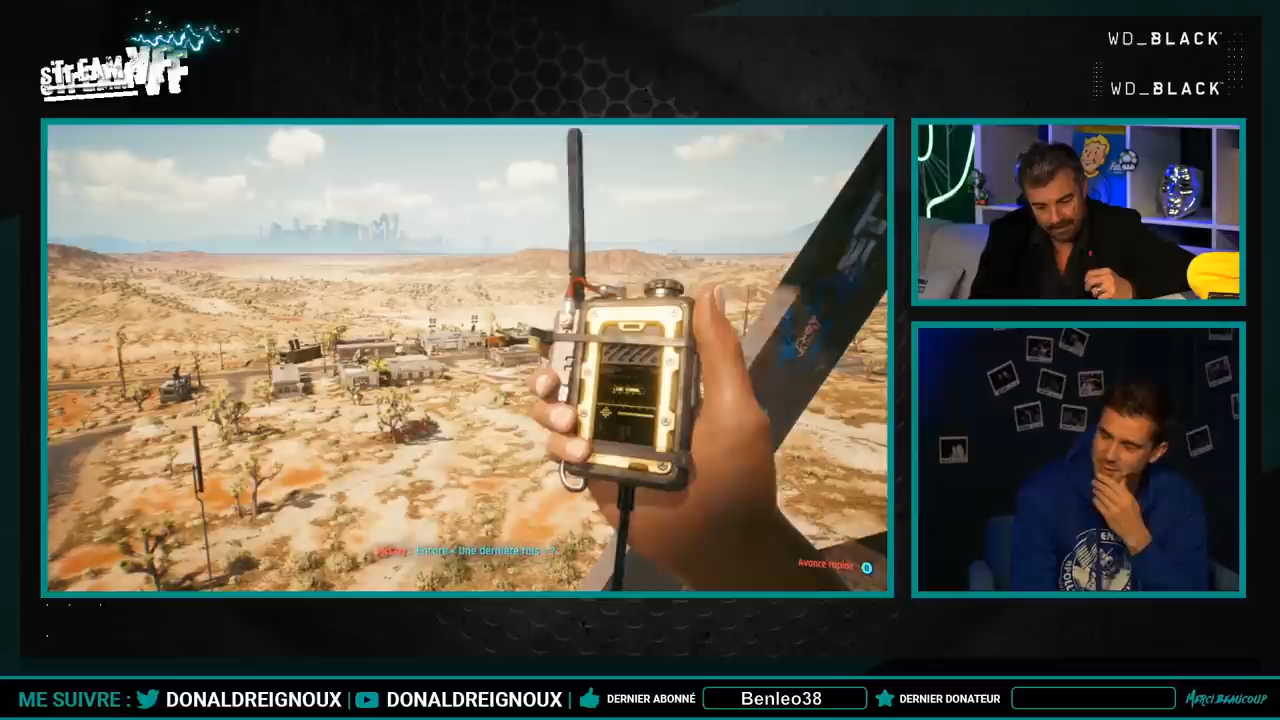 STREAM VFF
WD_BLACK
WD_BLACK
Encore « Une dernière fois » ?
Avance rapide
ME SUIVRE : DONALDREIGNOUX | DONALDREIGNOUX | DERNIER ABONNÉ Benleo38 DERNIER DONATEUR MERCI BEAUCOUP